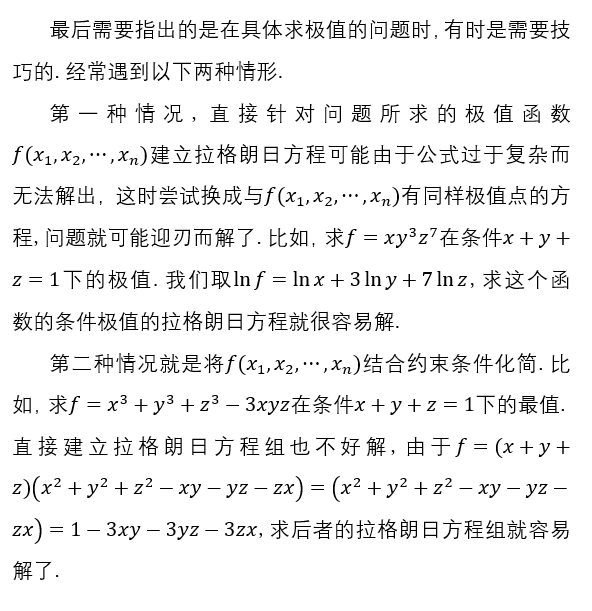 最后需要指出的是在具体求极值的问题时,有时是需要技
巧的. 经常遇到以下两种情形.
第一种情况,直接针对问题所求的极值函数
f(x₁,x₂,⋯,xₙ)建立拉格朗日方程可能由于公式过于复杂而
无法解出, 这时尝试换成与f(x₁,x₂,⋯,xₙ)有同样极值点的方
程,问题就可能迎刃而解了. 比如, 求f = xy³z⁷在条件x + y +
z = 1下的极值. 我们取ln f = ln x + 3 ln y + 7 ln z, 求这个函
数的条件极值的拉格朗日方程就很容易解.
第二种情况就是将f(x₁,x₂,⋯,xₙ)结合约束条件化简. 比
如, 求f = x³ + y³ + z³ − 3xyz在条件x + y + z = 1下的最值.
直接建立拉格朗日方程组也不好解, 由于f = (x + y +
z)(x² + y² + z² − xy − yz − zx) = (x² + y² + z² − xy − yz −
zx) = 1 − 3xy − 3yz − 3zx, 求后者的拉格朗日方程组就容易
解了.